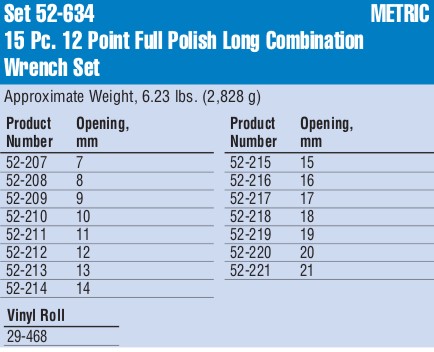 Set 52-634 METRIC
15 Pc. 12 Point Full Polish Long Combination
Wrench Set
Approximate Weight, 6.23 lbs. (2,828 g)
Product Opening,
Number mm
52-207 7
52-208 8
52-209 9
52-210 10
52-211 11
52-212 12
52-213 13
52-214 14
Product Opening,
Number mm
52-215 15
52-216 16
52-217 17
52-218 18
52-219 19
52-220 20
52-221 21
Vinyl Roll
29-468